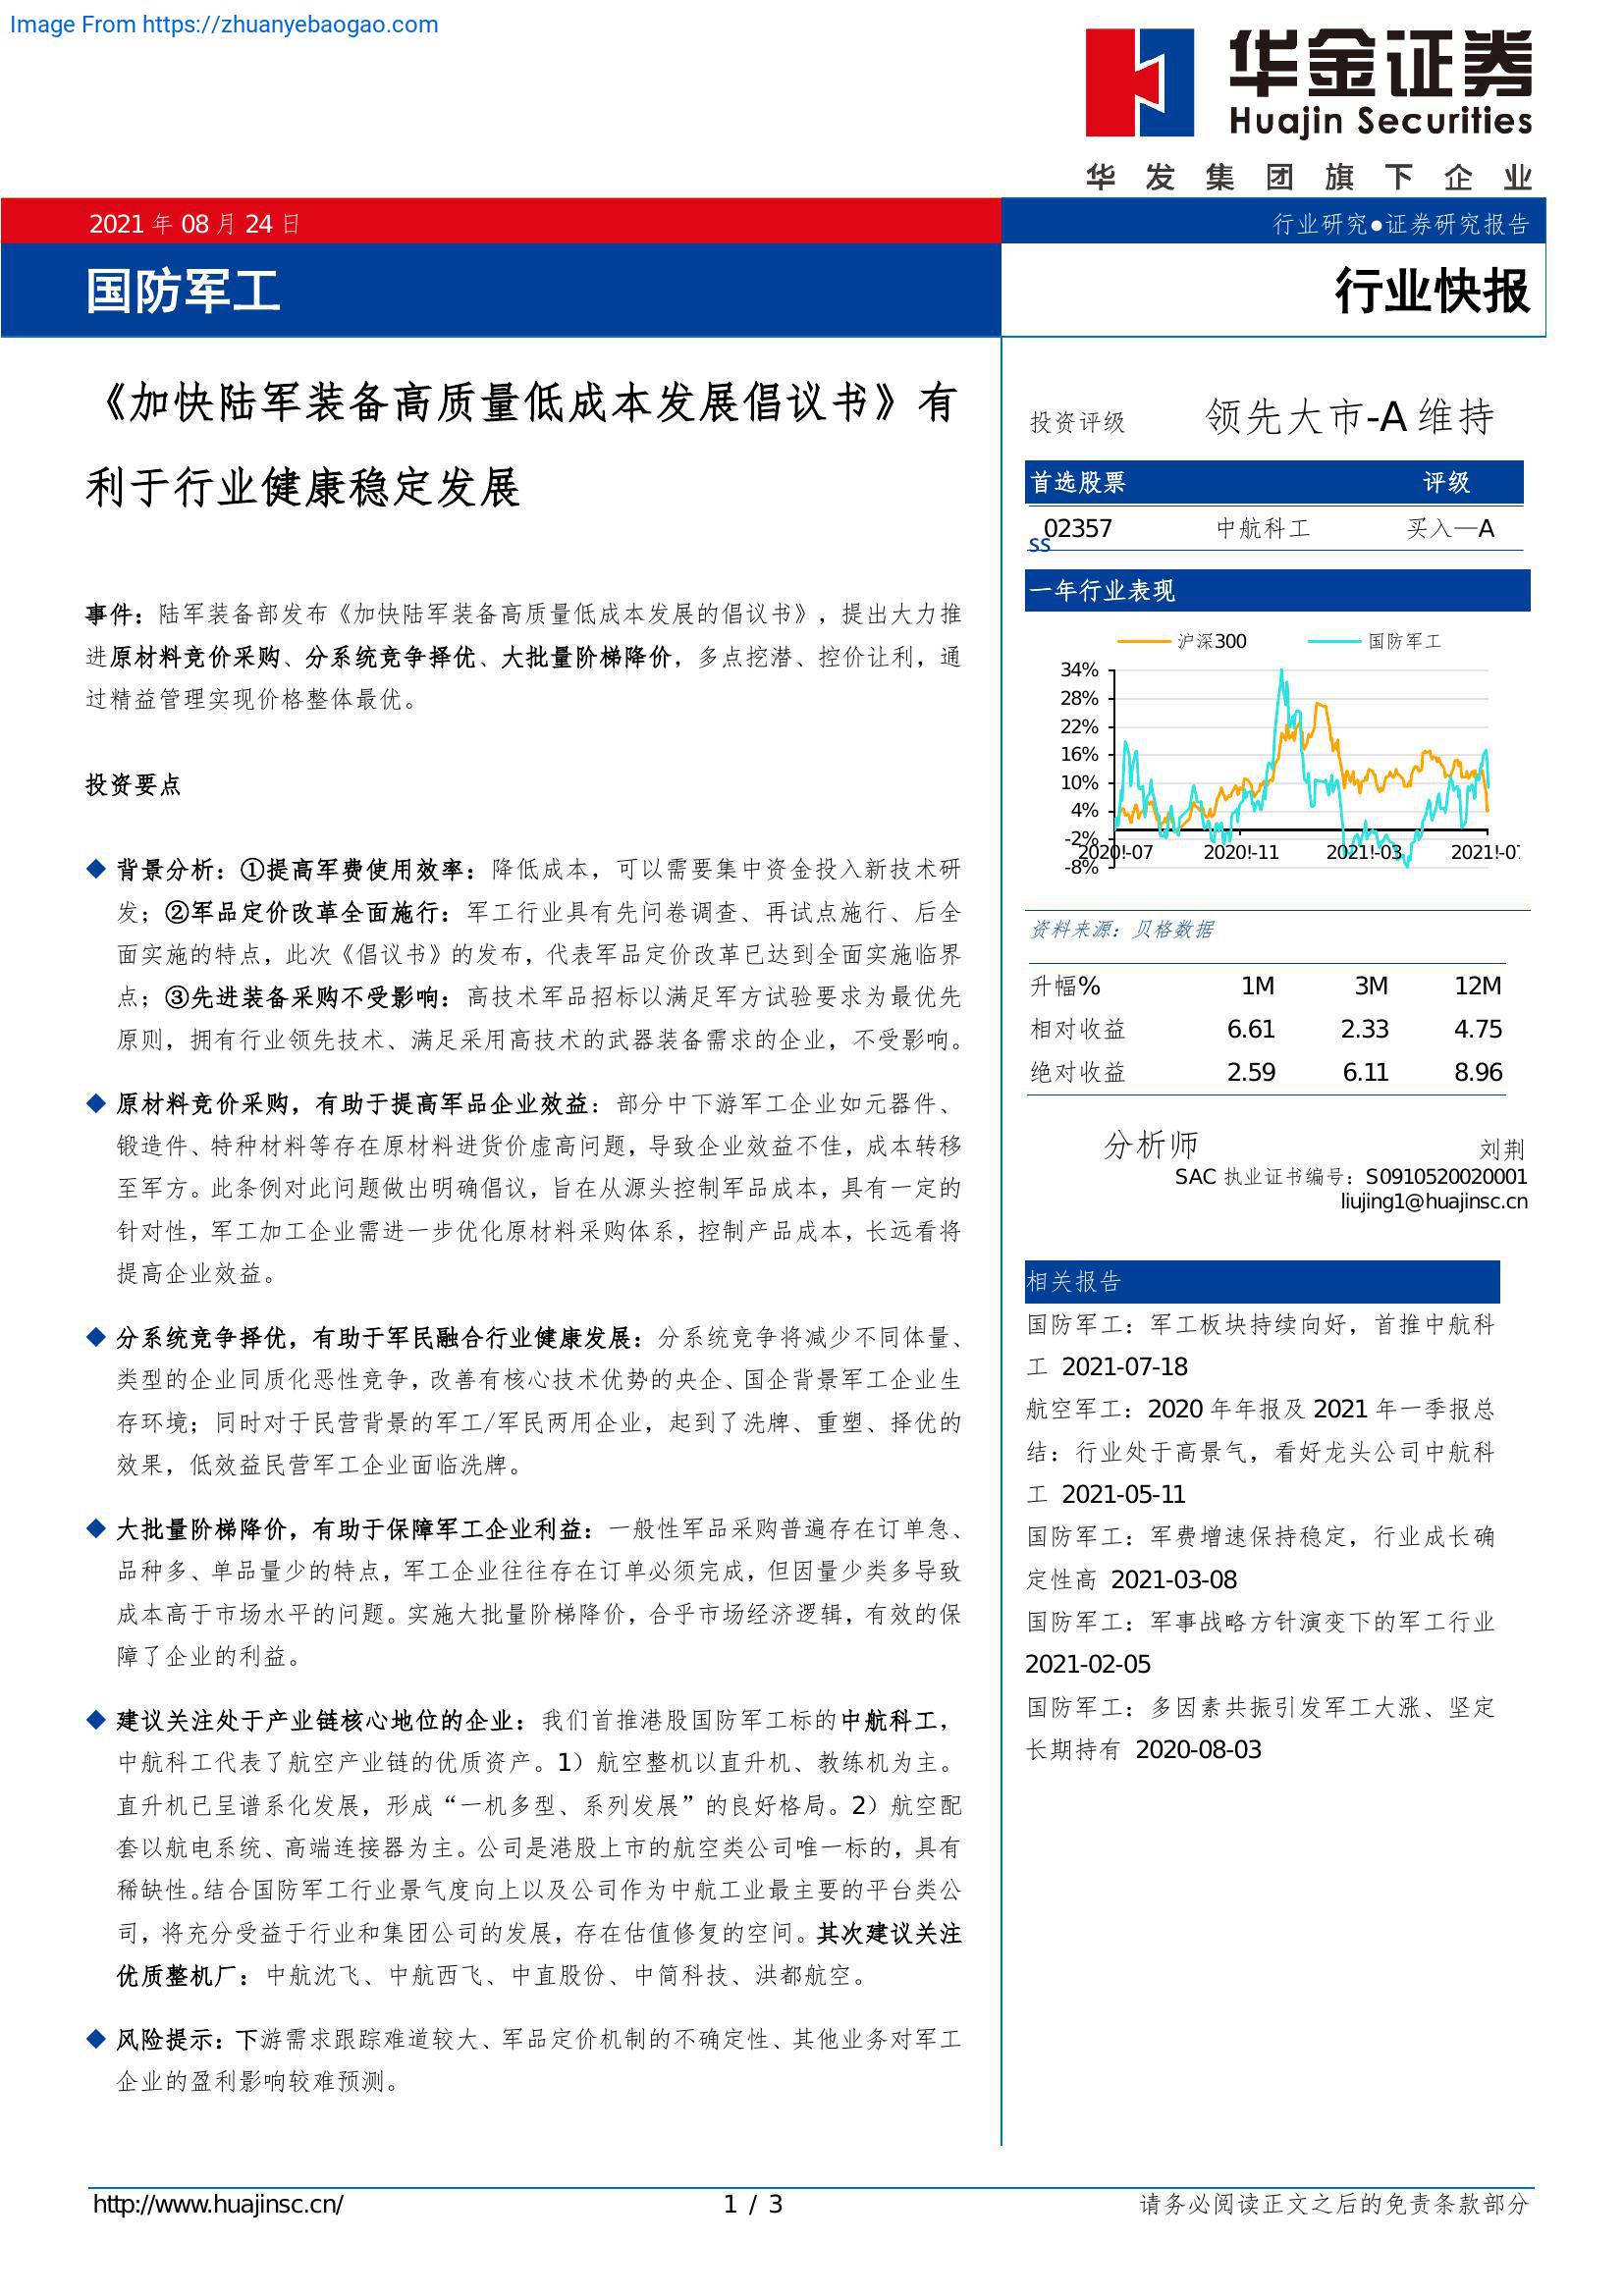 Image From https://zhuanyebaogao.com
华金证券
Huajin Securities
华发集团旗下企业
2021 年 08 月 24 日
行业研究●证券研究报告
国防军工
行业快报
《加快陆军装备高质量低成本发展倡议书》有
利于行业健康稳定发展
事件：陆军装备部发布《加快陆军装备高质量低成本发展的倡议书》，提出大力推
进原材料竞价采购、分系统竞争择优、大批量阶梯降价，多点挖潜、控价让利，通
过精益管理实现价格整体最优。
投资要点
◆ 背景分析：①提高军费使用效率：降低成本，可以需要集中资金投入新技术研
发；②军品定价改革全面施行：军工行业具有先问卷调查、再试点施行、后全
面实施的特点，此次《倡议书》的发布，代表军品定价改革已达到全面实施临界
点；③先进装备采购不受影响：高技术军品招标以满足军方试验要求为最优先
原则，拥有行业领先技术、满足采用高技术的武器装备需求的企业，不受影响。
◆ 原材料竞价采购，有助于提高军品企业效益：部分中下游军工企业如元器件、
锻造件、特种材料等存在原材料进货价虚高问题，导致企业效益不佳，成本转移
至军方。此条例对此问题做出明确倡议，旨在从源头控制军品成本，具有一定的
针对性，军工加工企业需进一步优化原材料采购体系，控制产品成本，长远看将
提高企业效益。
◆ 分系统竞争择优，有助于军民融合行业健康发展：分系统竞争将减少不同体量、
类型的企业同质化恶性竞争，改善有核心技术优势的央企、国企背景军工企业生
存环境；同时对于民营背景的军工/军民两用企业，起到了洗牌、重塑、择优的
效果，低效益民营军工企业面临洗牌。
◆ 大批量阶梯降价，有助于保障军工企业利益：一般性军品采购普遍存在订单急、
品种多、单品量少的特点，军工企业往往存在订单必须完成，但因量少类多导致
成本高于市场水平的问题。实施大批量阶梯降价，合乎市场经济逻辑，有效的保
障了企业的利益。
◆ 建议关注处于产业链核心地位的企业：我们首推港股国防军工标的中航科工，
中航科工代表了航空产业链的优质资产。1）航空整机以直升机、教练机为主。
直升机已呈谱系化发展，形成“一机多型、系列发展”的良好格局。2）航空配
套以航电系统、高端连接器为主。公司是港股上市的航空类公司唯一标的，具有
稀缺性。结合国防军工行业景气度向上以及公司作为中航工业最主要的平台类公
司，将充分受益于行业和集团公司的发展，存在估值修复的空间。其次建议关注
优质整机厂：中航沈飞、中航西飞、中直股份、中简科技、洪都航空。
◆ 风险提示：下游需求跟踪难道较大、军品定价机制的不确定性、其他业务对军工
企业的盈利影响较难预测。
投资评级 领先大市-A 维持
首选股票 评级
02357 中航科工 买入—A
ss
一年行业表现
沪深300 国防军工
34%
28%
22%
16%
10%
4%
-2%
-8%
2020!-07 2020!-11 2021!-03 2021!-07
资料来源：贝格数据
升幅% 1M 3M 12M
相对收益 6.61 2.33 4.75
绝对收益 2.59 6.11 8.96
分析师 刘荆
SAC 执业证书编号：S0910520020001
liujing1@huajinsc.cn
相关报告
国防军工：军工板块持续向好，首推中航科
工 2021-07-18
航空军工：2020 年年报及 2021 年一季报总
结：行业处于高景气，看好龙头公司中航科
工 2021-05-11
国防军工：军费增速保持稳定，行业成长确
定性高 2021-03-08
国防军工：军事战略方针演变下的军工行业
2021-02-05
国防军工：多因素共振引发军工大涨、坚定
长期持有 2020-08-03
http://www.huajinsc.cn/ 1 / 3 请务必阅读正文之后的免责条款部分